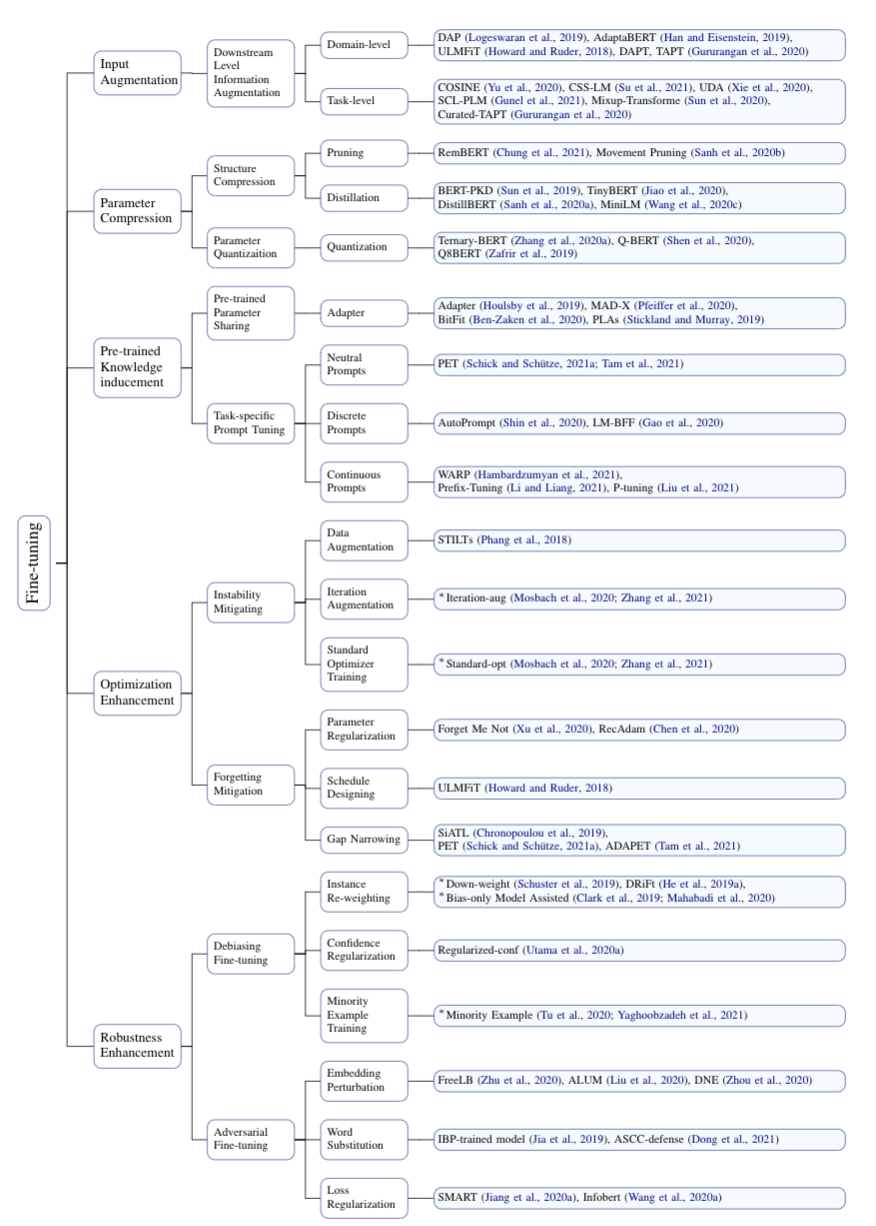 Fine-tuning
Input
Augmentation
Downstream
Level
Information
Augmentation
Domain-level
DAP (Logeswaran et al., 2019), AdaptaBERT (Han and Eisenstein, 2019),
ULMFiT (Howard and Ruder, 2018), DAPT, TAPT (Gururangan et al., 2020)
Task-level
COSINE (Yu et al., 2020), CSS-LM (Su et al., 2021), UDA (Xie et al., 2020),
SCL-PLM (Gunel et al., 2021), Mixup-Transforme (Sun et al., 2020),
Curated-TAPT (Gururangan et al., 2020)
Parameter
Compression
Structure
Compression
Pruning
RemBERT (Chung et al., 2021), Movement Pruning (Sanh et al., 2020b)
Distillation
BERT-PKD (Sun et al., 2019), TinyBERT (Jiao et al., 2020),
DistillBERT (Sanh et al., 2020a), MiniLM (Wang et al., 2020c)
Parameter
Quantizaition
Quantization
Ternary-BERT (Zhang et al., 2020a), Q-BERT (Shen et al., 2020),
Q8BERT (Zafrir et al., 2019)
Pre-trained
Knowledge
inducement
Pre-trained
Parameter
Sharing
Adapter
Adapter (Houlsby et al., 2019), MAD-X (Pfeiffer et al., 2020),
BitFit (Ben-Zaken et al., 2020), PLAs (Stickland and Murray, 2019)
Task-specific
Prompt Tuning
Neutral
Prompts
PET (Schick and Schütze, 2021a; Tam et al., 2021)
Discrete
Prompts
AutoPrompt (Shin et al., 2020), LM-BFF (Gao et al., 2020)
Continuous
Prompts
WARP (Hambardzumyan et al., 2021),
Prefix-Tuning (Li and Liang, 2021), P-tuning (Liu et al., 2021)
Optimization
Enhancement
Instability
Mitigating
Data
Augmentation
STILTs (Phang et al., 2018)
Iteration
Augmentation
* Iteration-aug (Mosbach et al., 2020; Zhang et al., 2021)
Standard
Optimizer
Training
* Standard-opt (Mosbach et al., 2020; Zhang et al., 2021)
Forgetting
Mitigation
Parameter
Regularization
Forget Me Not (Xu et al., 2020), RecAdam (Chen et al., 2020)
Schedule
Designing
ULMFiT (Howard and Ruder, 2018)
Gap Narrowing
SiATL (Chronopoulou et al., 2019),
PET (Schick and Schütze, 2021a), ADAPET (Tam et al., 2021)
Robustness
Enhancement
Debiasing
Fine-tuning
Instance
Re-weighting
* Down-weight (Schuster et al., 2019), DRiFt (He et al., 2019a),
* Bias-only Model Assisted (Clark et al., 2019; Mahabadi et al., 2020)
Confidence
Regularization
Regularized-conf (Utama et al., 2020a)
Minority
Example
Training
* Minority Example (Tu et al., 2020; Yaghoobzadeh et al., 2021)
Adversarial
Fine-tuning
Embedding
Perturbation
FreeLB (Zhu et al., 2020), ALUM (Liu et al., 2020), DNE (Zhou et al., 2020)
Word
Substitution
IBP-trained model (Jia et al., 2019), ASCC-defense (Dong et al., 2021)
Loss
Regularization
SMART (Jiang et al., 2020a), Infobert (Wang et al., 2020a)